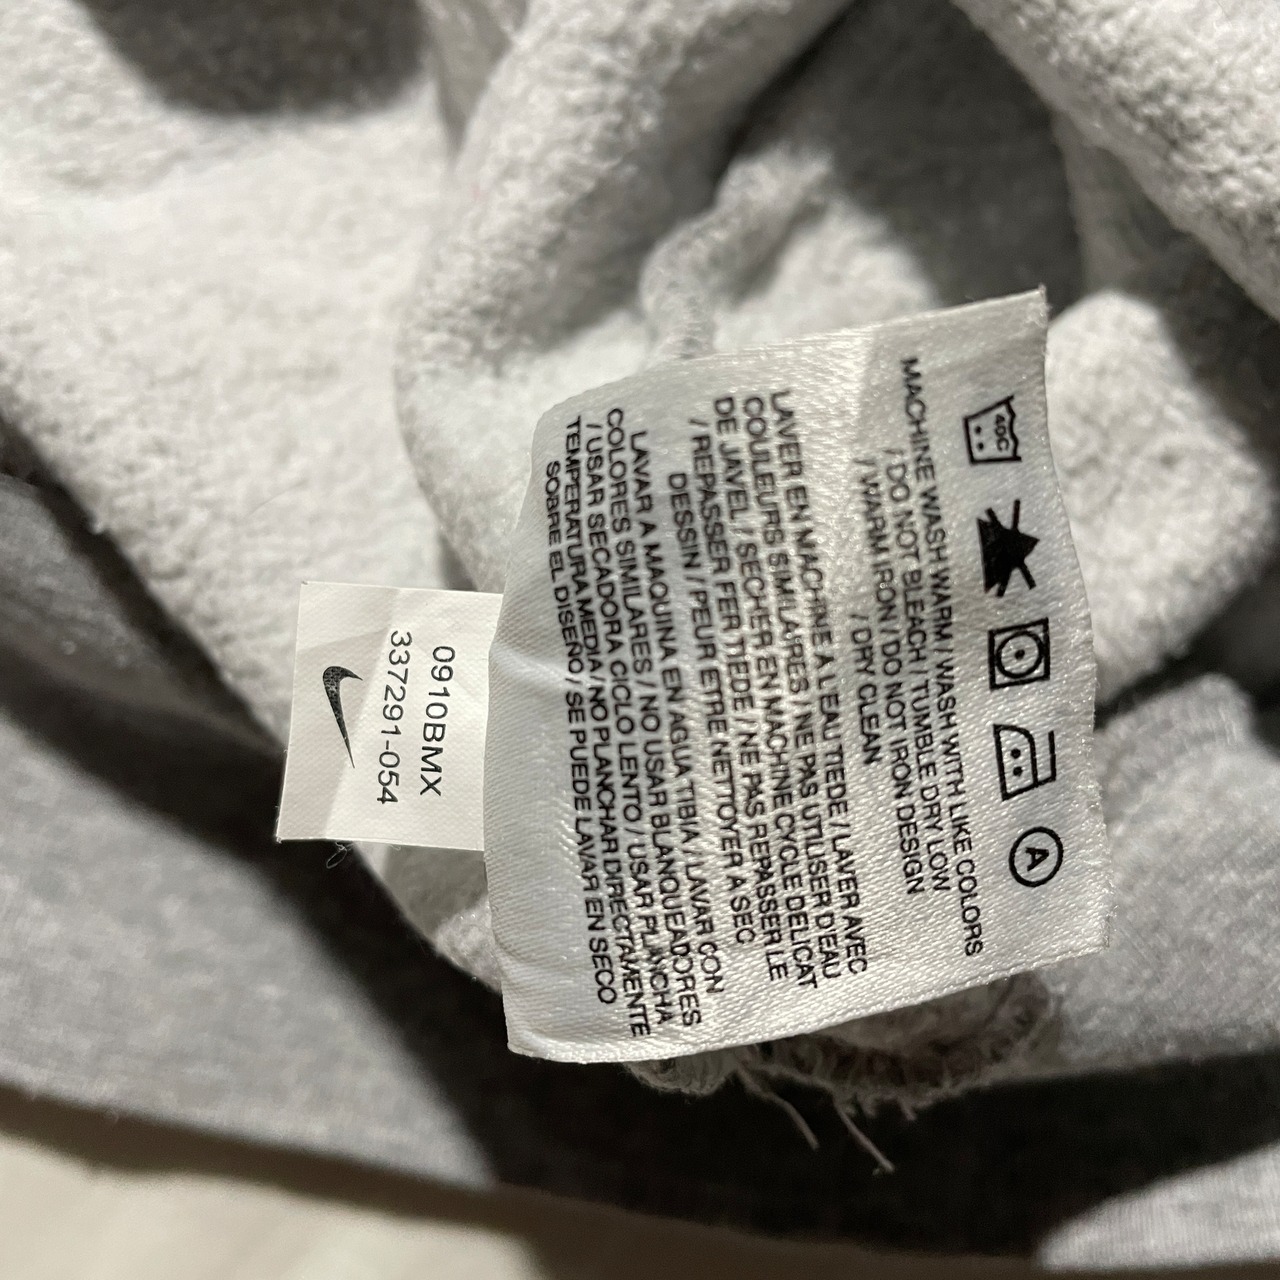 40C
A
MACHINE WASH WARM / WASH WITH LIKE COLORS
/ DO NOT BLEACH / TUMBLE DRY LOW
/ WARM IRON / DO NOT IRON DESIGN
/ DRY CLEAN
LAVER EN MACHINE A L'EAU TIEDE / LAVER AVEC
COULEURS SIMILAIRES / NE PAS UTILISER D'EAU
DE JAVEL / SECHER EN MACHINE CYCLE DELICAT
/ REPASSER FER TIEDE / NE PAS REPASSER LE
DESSIN / PEUR ETRE NETTOYER A SEC
LAVAR A MAQUINA EN AGUA TIBIA / LAVAR CON
COLORES SIMILARES / NO USAR BLANQUEADORES
/ USAR SECADORA CICLO LENTO / USAR PLANCHA
TEMPERATURA MEDIA / NO PLANCHAR DIRECTAMENTE
SOBRE EL DISEÑO / SE PUEDE LAVAR EN SECO
0910BMX
337291-054